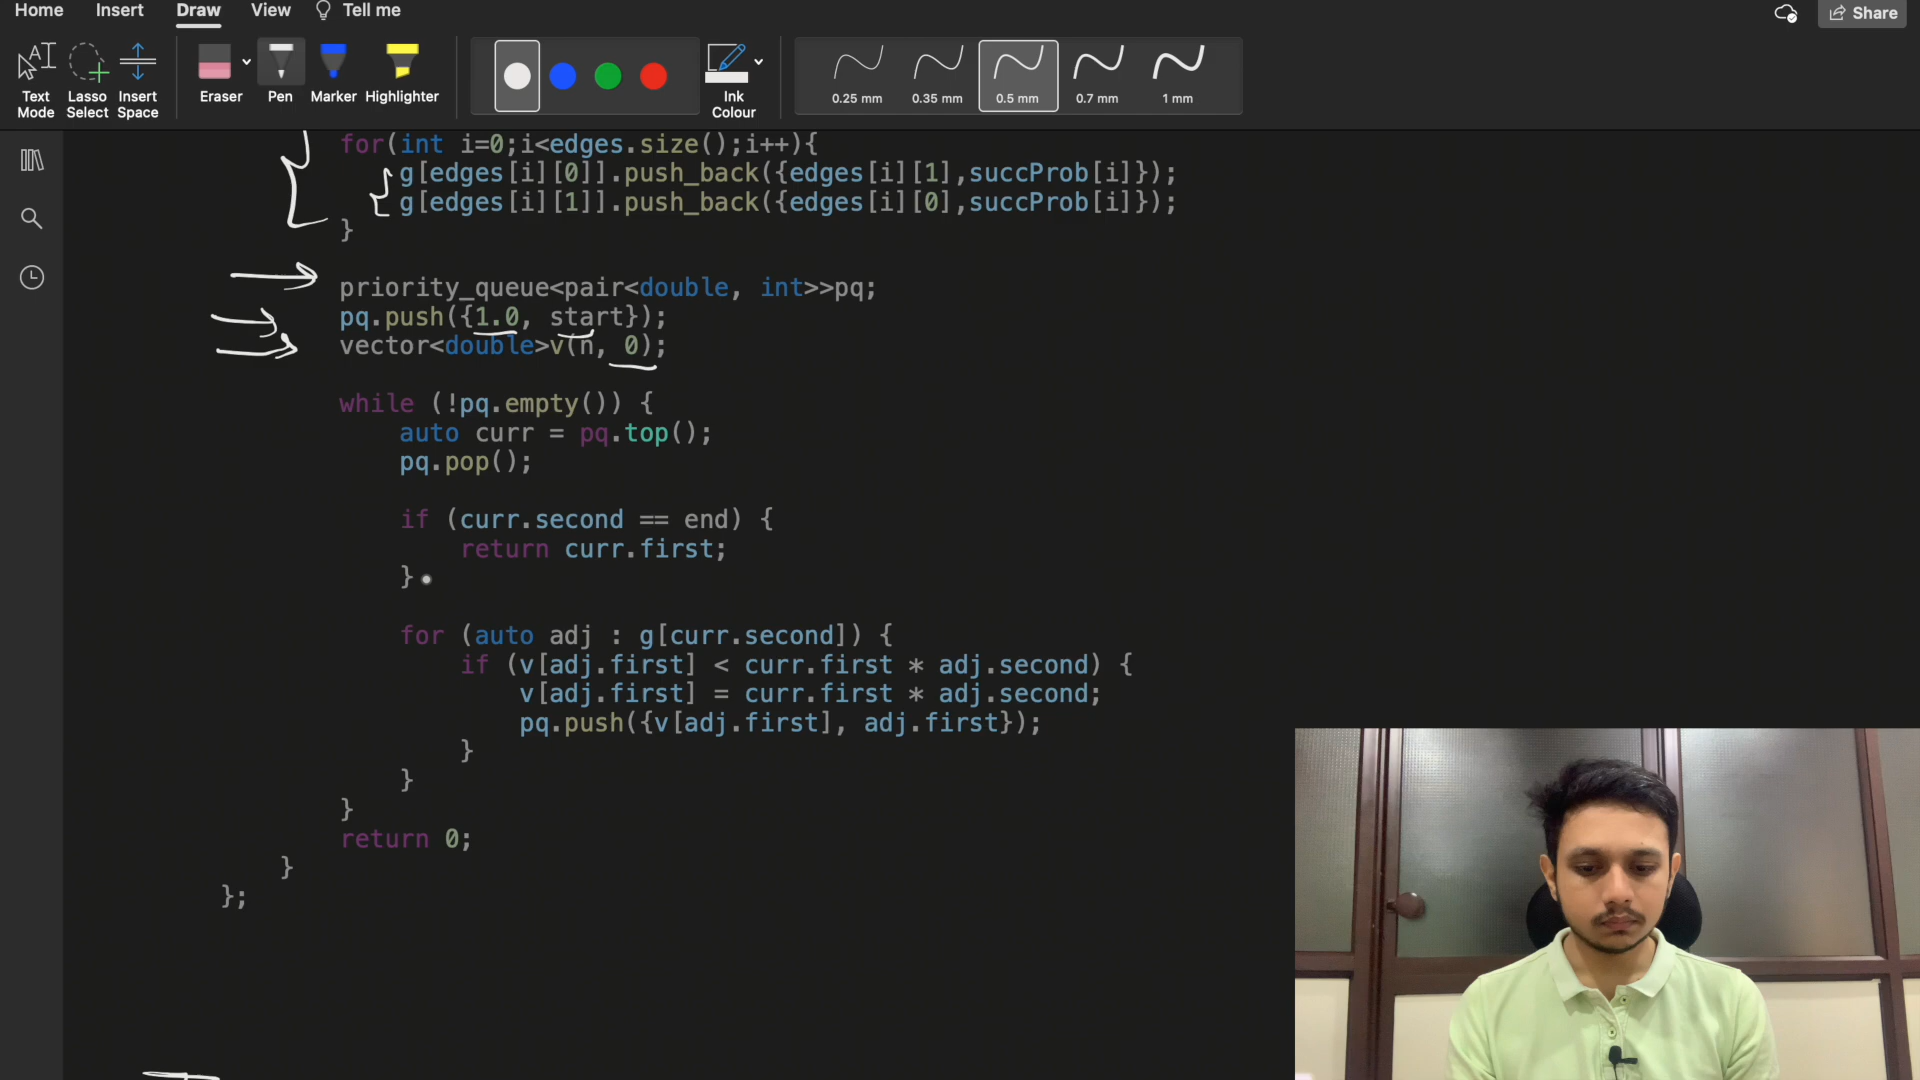 Home Insert Draw View Tell me Share
Text Mode
Lasso Select
Insert Space
Eraser
Pen
Marker
Highlighter
Ink Colour
0.25 mm
0.35 mm
0.5 mm
0.7 mm
1 mm
for(int i=0;i<edges.size();i++){
g[edges[i][0]].push_back({edges[i][1],succProb[i]});
g[edges[i][1]].push_back({edges[i][0],succProb[i]});
}
priority_queue<pair<double, int>>pq;
pq.push({1.0, start});
vector<double>v(n, 0);
while (!pq.empty()) {
auto curr = pq.top();
pq.pop();
if (curr.second == end) {
return curr.first;
}
for (auto adj : g[curr.second]) {
if (v[adj.first] < curr.first * adj.second) {
v[adj.first] = curr.first * adj.second;
pq.push({v[adj.first], adj.first});
}
}
}
return 0;
}
};